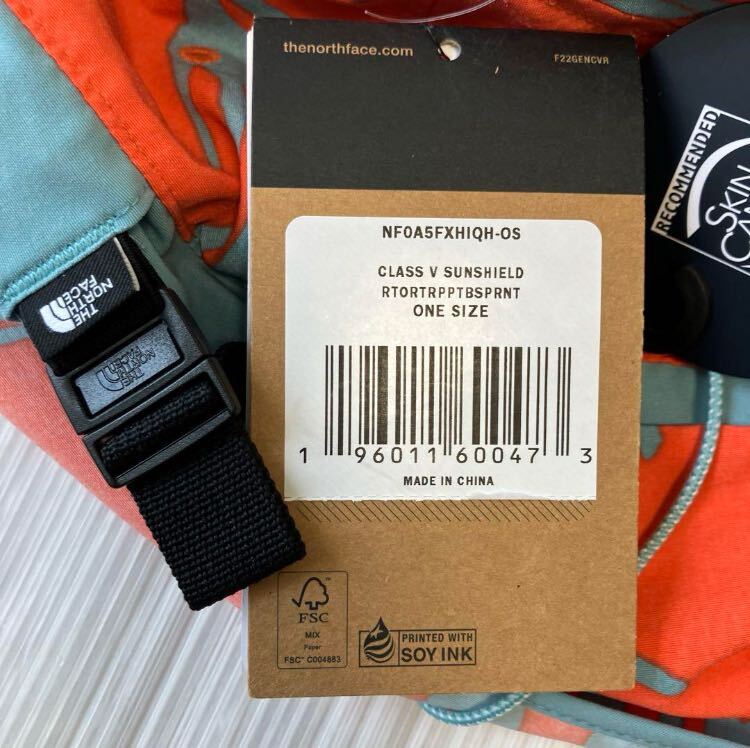 thenorthface.com
F22GENCVR
NF0A5FXHIQH-OS
CLASS V SUNSHIELD
RTORTRPPTBSPRNT
ONE SIZE
1 96011 60047 3
MADE IN CHINA
FSC
MIX
Paper
FSC® C004883
PRINTED WITH
SOY INK
THE
NORTH
FACE
THE
NORTH
FACE
RECOMMENDED
SKIN